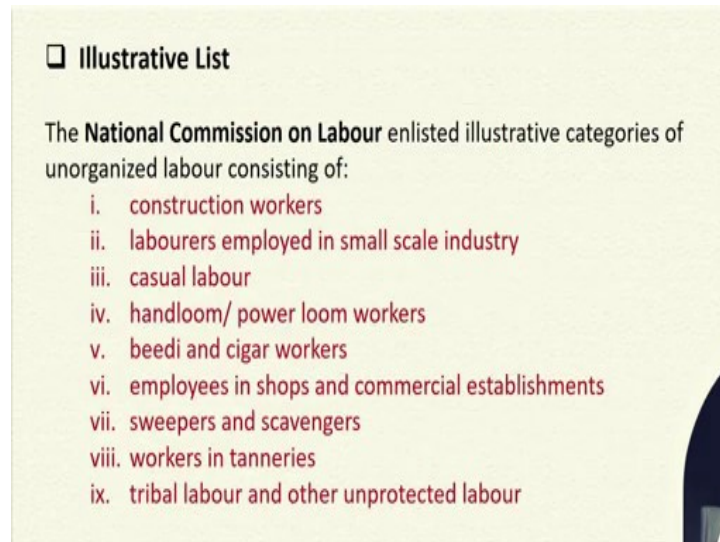 ❑ Illustrative List
The National Commission on Labour enlisted illustrative categories of
unorganized labour consisting of:
i. construction workers
ii. labourers employed in small scale industry
iii. casual labour
iv. handloom/ power loom workers
v. beedi and cigar workers
vi. employees in shops and commercial establishments
vii. sweepers and scavengers
viii. workers in tanneries
ix. tribal labour and other unprotected labour